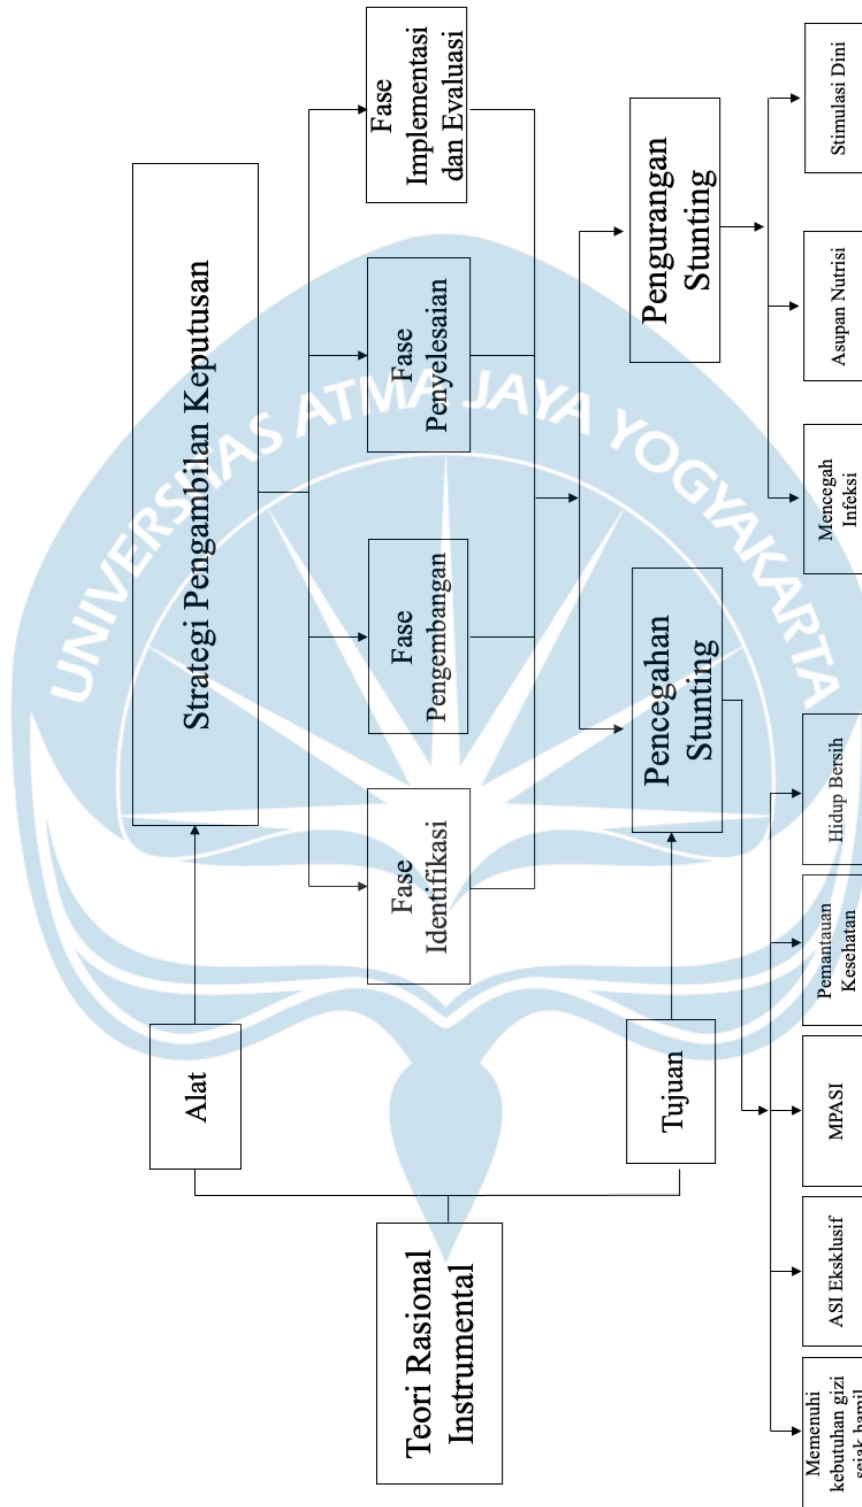 Teori Rasional
Instrumental
Alat
Strategi Pengambilan Keputusan
Fase
Identifikasi
Fase
Pengembangan
Fase
Penyelesaian
Fase
Implementasi
dan Evaluasi
Tujuan
Pencegahan
Stunting
Pengurangan
Stunting
Memenuhi
kebutuhan gizi
sejak hamil
ASI Eksklusif
MPASI
Pemantauan
Kesehatan
Hidup Bersih
Mencegah
Infeksi
Asupan Nutrisi
Stimulasi Dini
UNIVERSITAS ATMA JAYA YOGYAKARTA